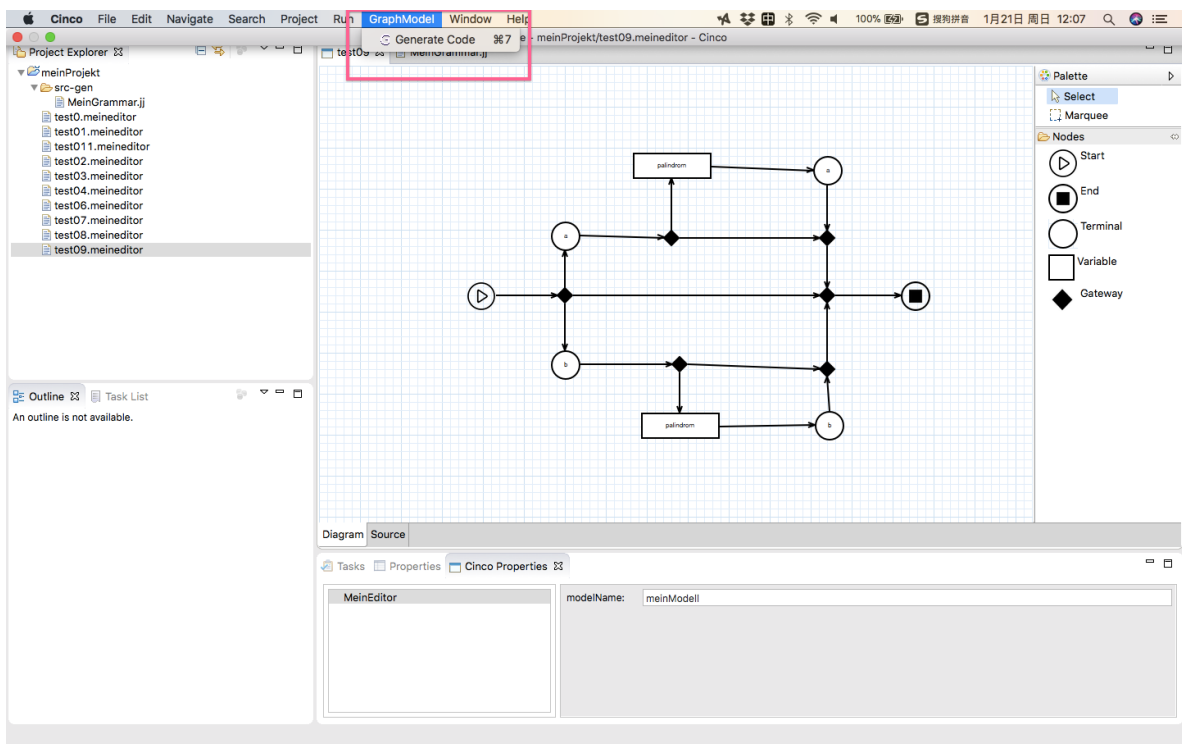 Cinco File Edit Navigate Search Project Run GraphModel Window Help 100% 搜狗拼音 1月21日 周日 12:07
Generate Code ⌘7
- meinProjekt/test09.meineditor - Cinco
Project Explorer
test09 MeinGrammar.jj
meinProjekt
src-gen
MeinGrammar.jj
test0.meineditor
test01.meineditor
test011.meineditor
test02.meineditor
test03.meineditor
test04.meineditor
test06.meineditor
test07.meineditor
test08.meineditor
test09.meineditor
Outline Task List
An outline is not available.
palindrom
a
a
b
palindrom
b
Palette
Select
Marquee
Nodes
Start
End
Terminal
Variable
Gateway
Diagram Source
Tasks Properties Cinco Properties
MeinEditor
modelName: meinModell